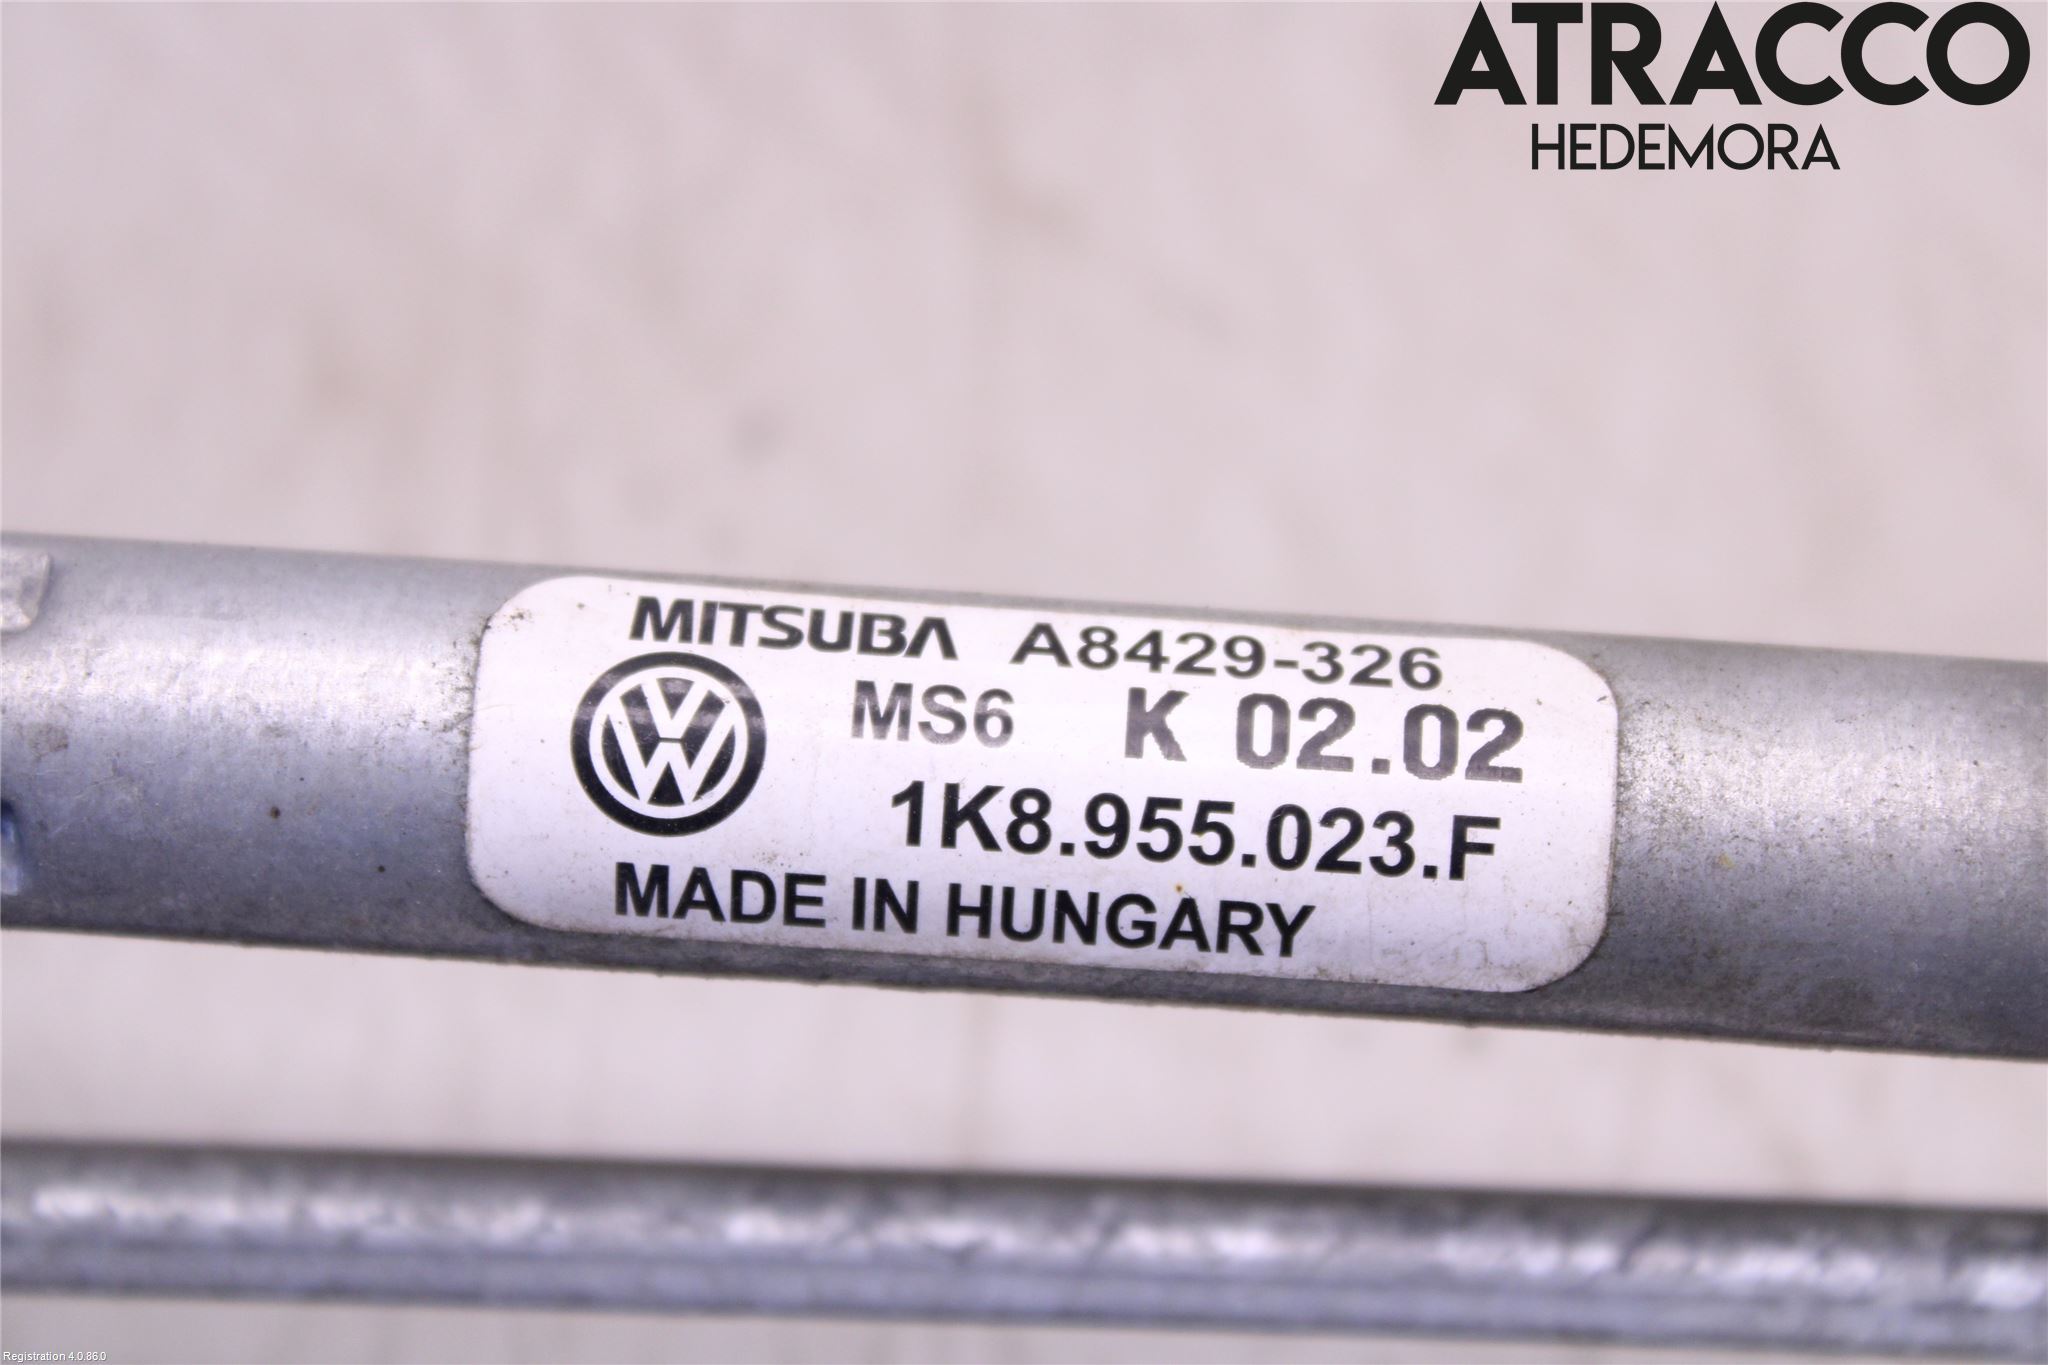 ATRACCO
HEDEMORA
MITSUBA A8429-326
MS6 K 02.02
1K8.955.023.F
MADE IN HUNGARY
Registration 4.0.86.0